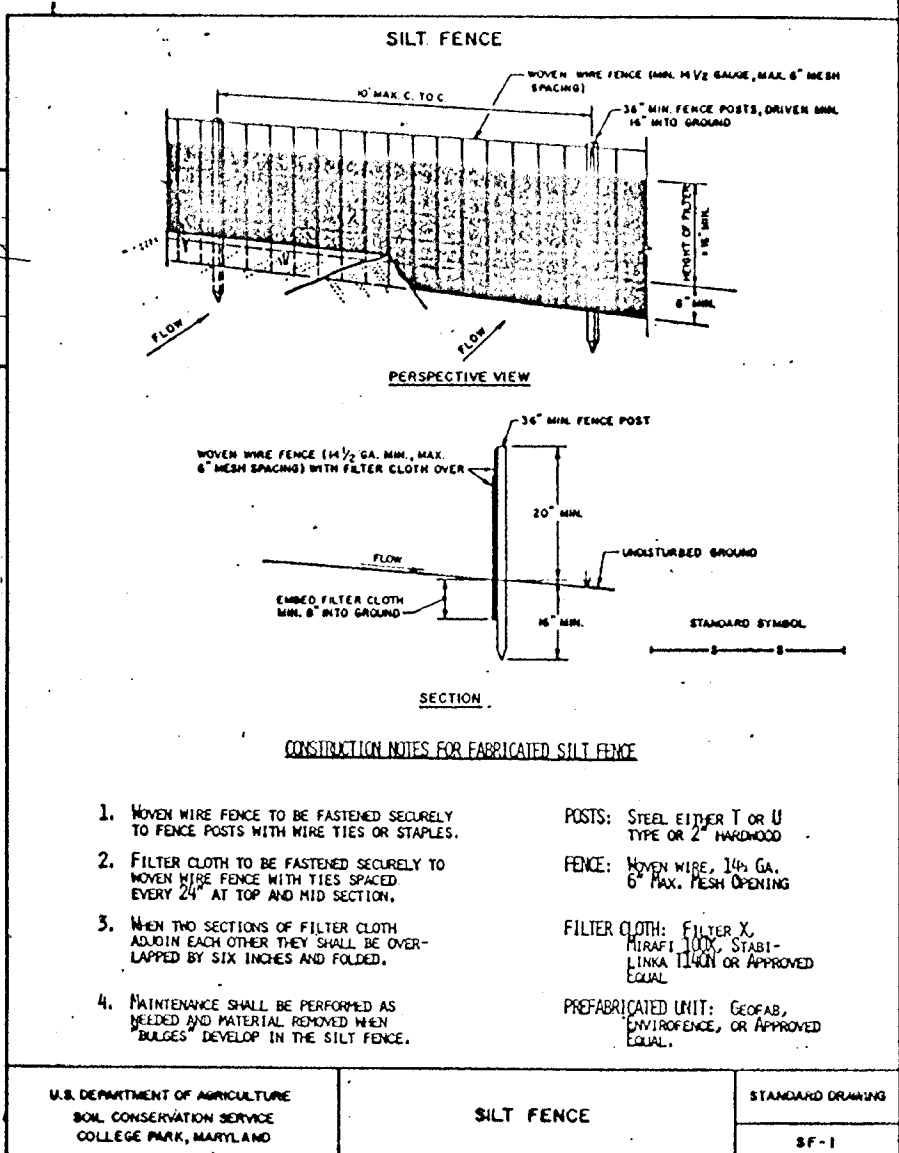 SILT FENCE
WOVEN WIRE FENCE (MIN. 14 1/2 GAUGE, MAX. 6" MESH
SPACING)
10' MAX. C. TO C.
36" MIN. FENCE POSTS, DRIVEN MIN.
16" INTO GROUND
HEIGHT OF FILTER
MIN.
8" MIN.
FLOW
FLOW
PERSPECTIVE VIEW
36" MIN. FENCE POST
WOVEN WIRE FENCE (14 1/2 GA. MIN., MAX.
6" MESH SPACING) WITH FILTER CLOTH OVER
20" MIN.
FLOW
UNDISTURBED GROUND
EMBED FILTER CLOTH
MIN. 8" INTO GROUND
16" MIN.
STANDARD SYMBOL
S S
SECTION
CONSTRUCTION NOTES FOR FABRICATED SILT FENCE
1. WOVEN WIRE FENCE TO BE FASTENED SECURELY
TO FENCE POSTS WITH WIRE TIES OR STAPLES.
2. FILTER CLOTH TO BE FASTENED SECURELY TO
WOVEN WIRE FENCE WITH TIES SPACED
EVERY 24" AT TOP AND MID SECTION.
3. WHEN TWO SECTIONS OF FILTER CLOTH
ADJOIN EACH OTHER THEY SHALL BE OVER-
LAPPED BY SIX INCHES AND FOLDED.
4. MAINTENANCE SHALL BE PERFORMED AS
NEEDED AND MATERIAL REMOVED WHEN
"BULGES" DEVELOP IN THE SILT FENCE.
POSTS: STEEL EITHER T OR U
TYPE OR 2" HARDWOOD
FENCE: WOVEN WIRE, 14½ GA.
6" MAX. MESH OPENING
FILTER CLOTH: FILTER X,
MIRAFI 100X, STABI-
LINKA T140N OR APPROVED
EQUAL
PREFABRICATED UNIT: GEOFAB,
ENVIROFENCE, OR APPROVED
EQUAL.
U.S. DEPARTMENT OF AGRICULTURE
SOIL CONSERVATION SERVICE
COLLEGE PARK, MARYLAND
SILT FENCE
STANDARD DRAWING
SF-1